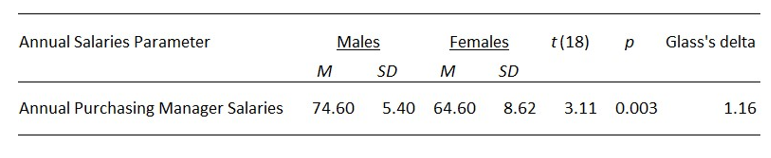 Annual Salaries Parameter Males Females t(18) p Glass's delta
M SD M SD
Annual Purchasing Manager Salaries 74.60 5.40 64.60 8.62 3.11 0.003 1.16